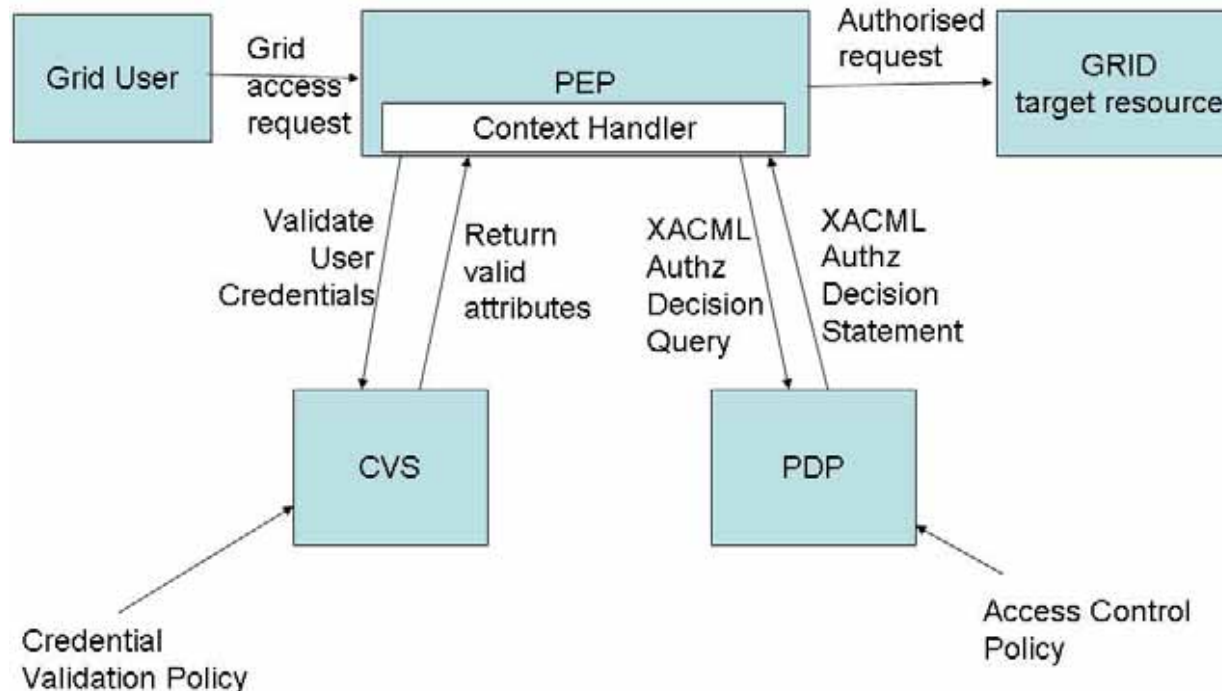 Grid User
Grid
access
request
PEP
Context Handler
Authorised
request
GRID
target resource
Validate
User
Credentials
Return
valid
attributes
XACML
Authz
Decision
Query
XACML
Authz
Decision
Statement
CVS
PDP
Credential
Validation Policy
Access Control
Policy